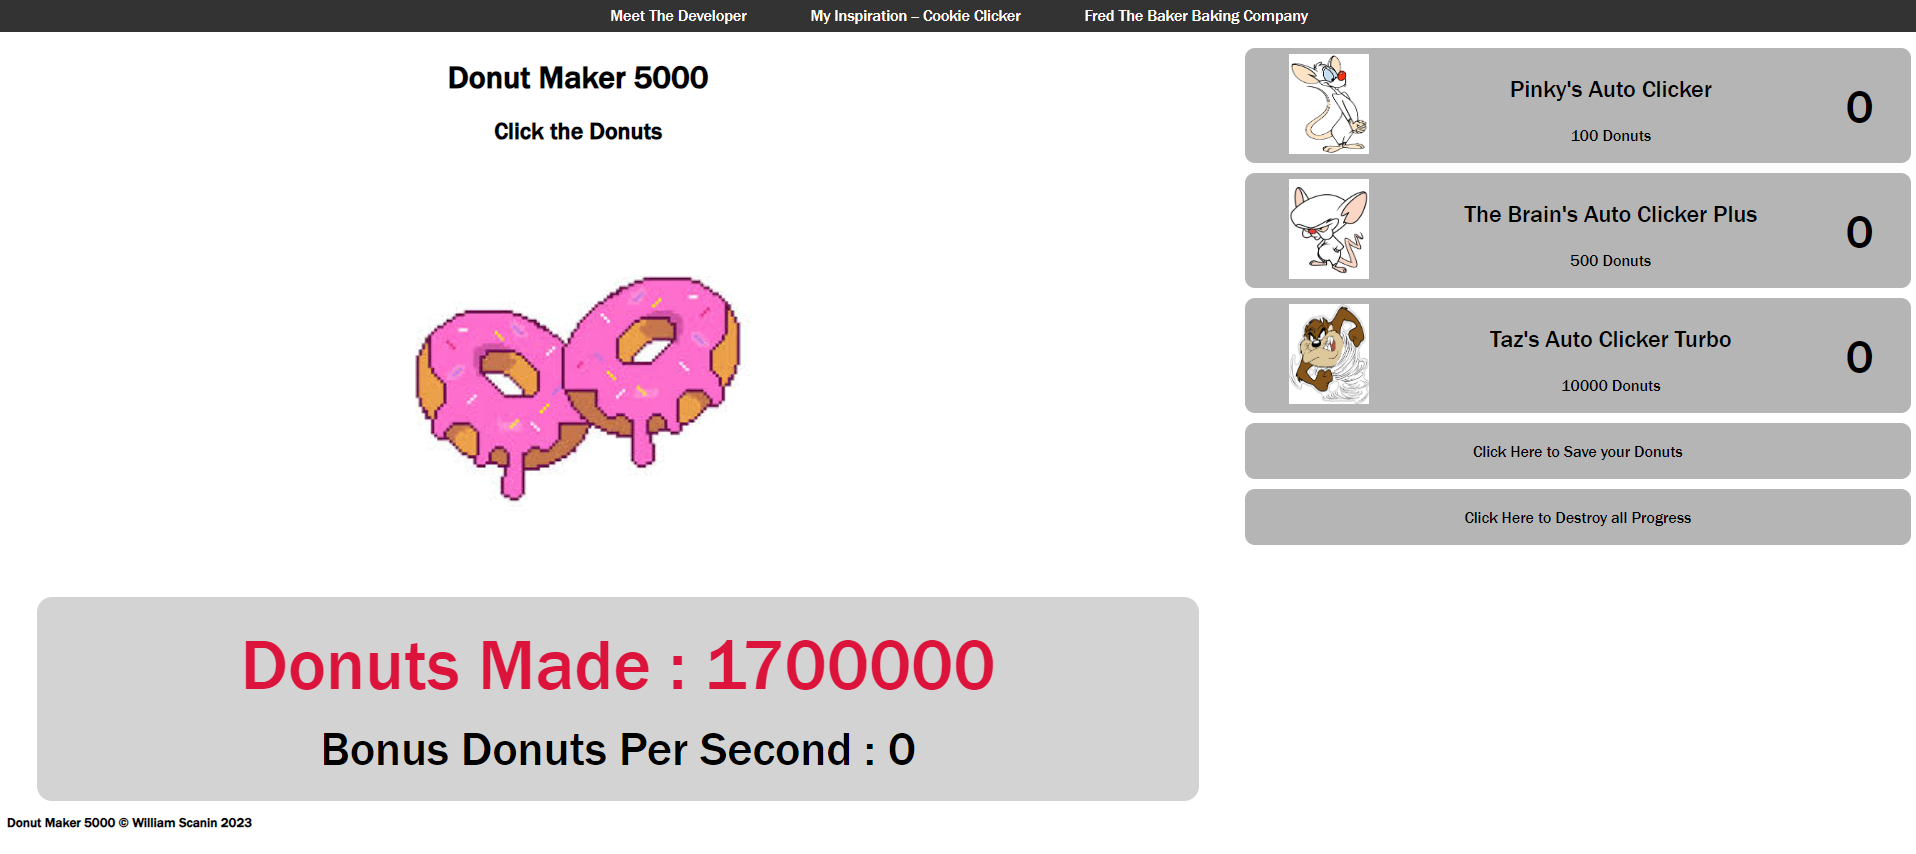 Meet The Developer
My Inspiration – Cookie Clicker
Fred The Baker Baking Company
Donut Maker 5000
Click the Donuts
Pinky's Auto Clicker
100 Donuts
0
The Brain's Auto Clicker Plus
500 Donuts
0
Taz's Auto Clicker Turbo
10000 Donuts
0
Click Here to Save your Donuts
Click Here to Destroy all Progress
Donuts Made : 1700000
Bonus Donuts Per Second : 0
Donut Maker 5000 © William Scanin 2023